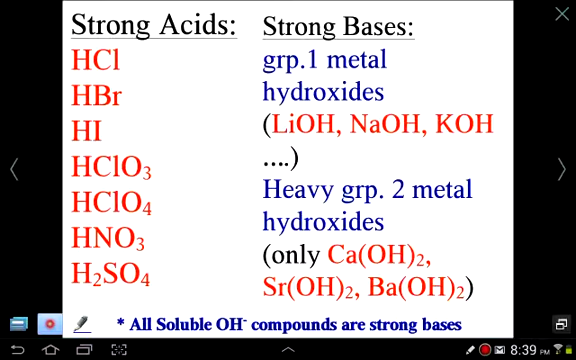 Strong Acids:
HCl
HBr
HI
HClO₃
HClO₄
HNO₃
H₂SO₄
Strong Bases:
grp.1 metal
hydroxides
(LiOH, NaOH, KOH
....)
Heavy grp. 2 metal
hydroxides
(only Ca(OH)₂,
Sr(OH)₂, Ba(OH)₂)
* All Soluble OH⁻ compounds are strong bases
8:39 PM